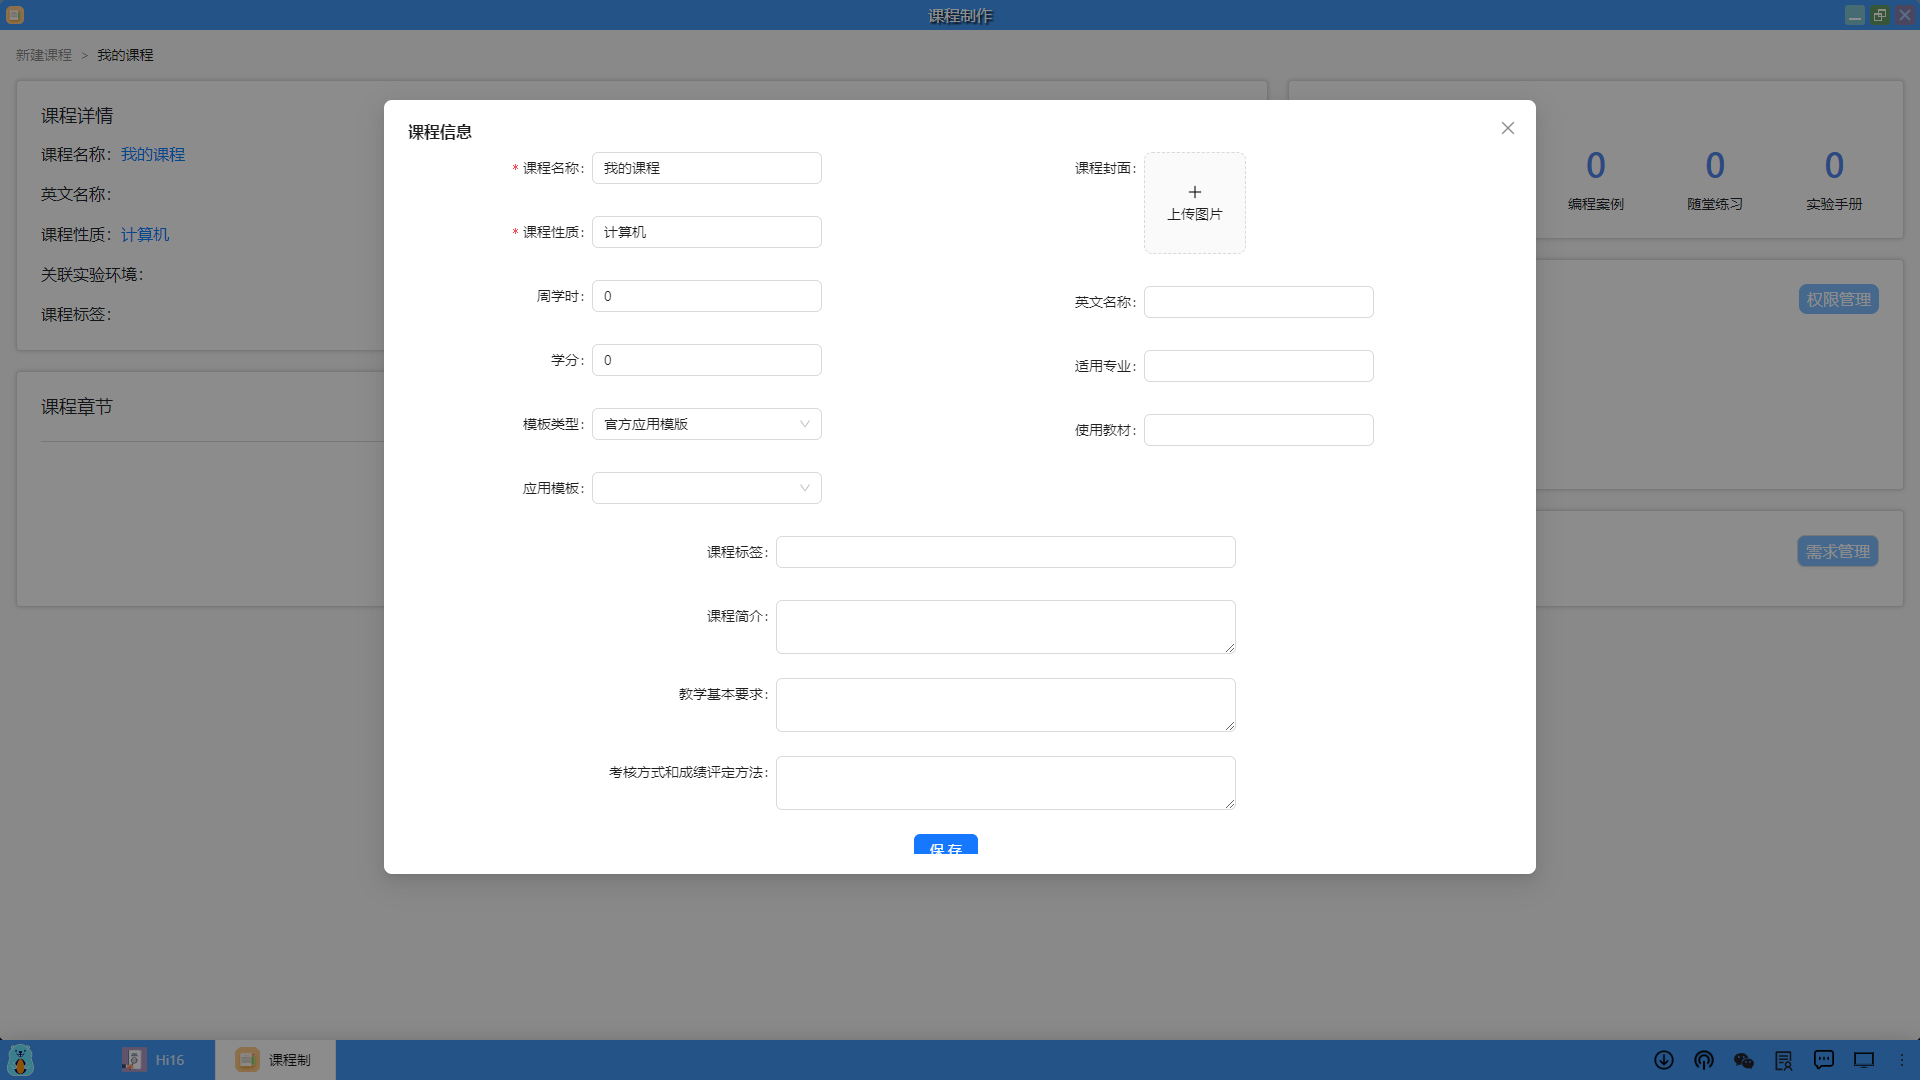 课程制作
新建课程 > 我的课程
课程详情
课程名称：我的课程
英文名称：
课程性质：计算机
关联实验环境：
课程标签：
课程章节
0
编程案例
0
随堂练习
0
实验手册
权限管理
需求管理
课程信息
* 课程名称： 我的课程
* 课程性质： 计算机
周学时： 0
学分： 0
模板类型： 官方应用模版
应用模板：
课程封面：
上传图片
英文名称：
适用专业：
使用教材：
课程标签：
课程简介：
教学基本要求：
考核方式和成绩评定方法：
保 存
Hi16
课程制